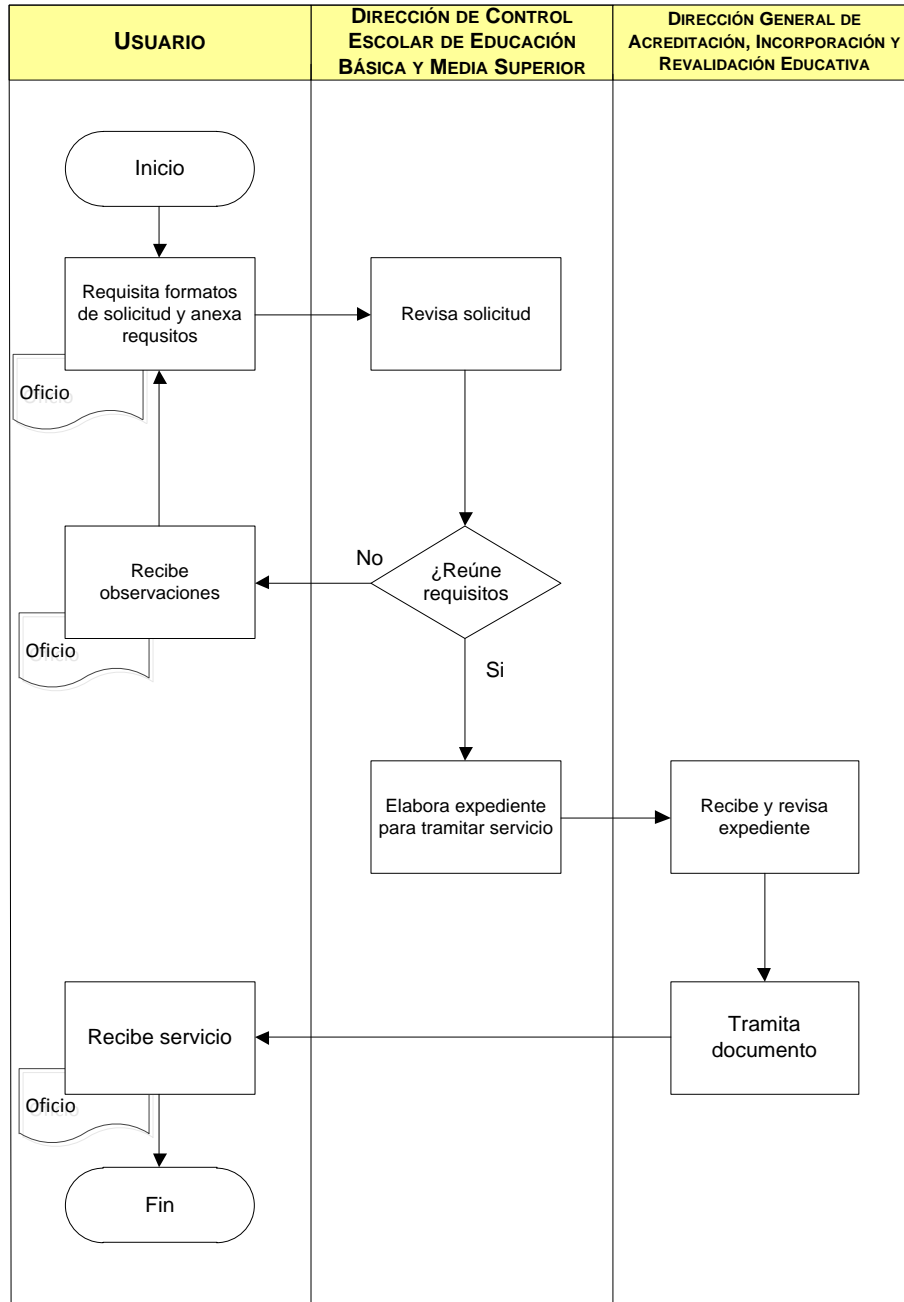 USUARIO
DIRECCIÓN DE CONTROL
ESCOLAR DE EDUCACIÓN
BÁSICA Y MEDIA SUPERIOR
DIRECCIÓN GENERAL DE
ACREDITACIÓN, INCORPORACIÓN Y
REVALIDACIÓN EDUCATIVA
Inicio
Requisita formatos
de solicitud y anexa
requsitos
Oficio
Revisa solicitud
¿Reúne
requisitos
No
Recibe
observaciones
Oficio
Si
Elabora expediente
para tramitar servicio
Recibe y revisa
expediente
Tramita
documento
Recibe servicio
Oficio
Fin